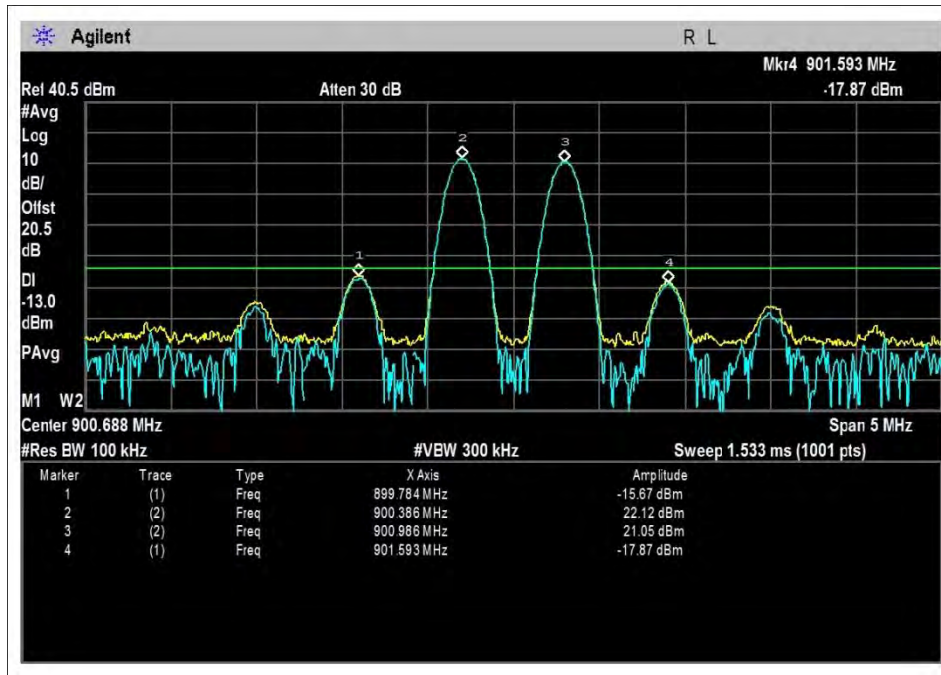 Agilent
R L
Mkr4 901.593 MHz
Ref 40.5 dBm Atten 30 dB -17.87 dBm
#Avg
Log
10
dB/
Offst
20.5
dB
DI
-13.0
dBm
PAvg
M1 W2
1
2
3
4
Center 900.688 MHz Span 5 MHz
#Res BW 100 kHz #VBW 300 kHz Sweep 1.533 ms (1001 pts)
Marker Trace Type X Axis Amplitude
1 (1) Freq 899.784 MHz -15.67 dBm
2 (2) Freq 900.386 MHz 22.12 dBm
3 (2) Freq 900.986 MHz 21.05 dBm
4 (1) Freq 901.593 MHz -17.87 dBm